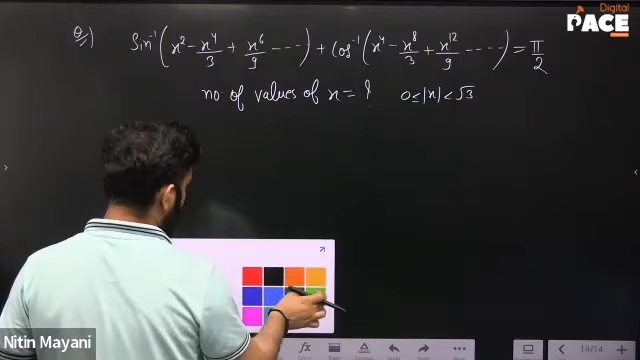 Digital
PACE
Q) Sin⁻¹(x² - x⁴/3 + x⁶/9 ----) + Cos⁻¹(x⁴ - x⁸/3 + x¹²/9 ----) = π/2
no of values of x = ? 0 ≤ |x| < √3
Nitin Mayani
14/14